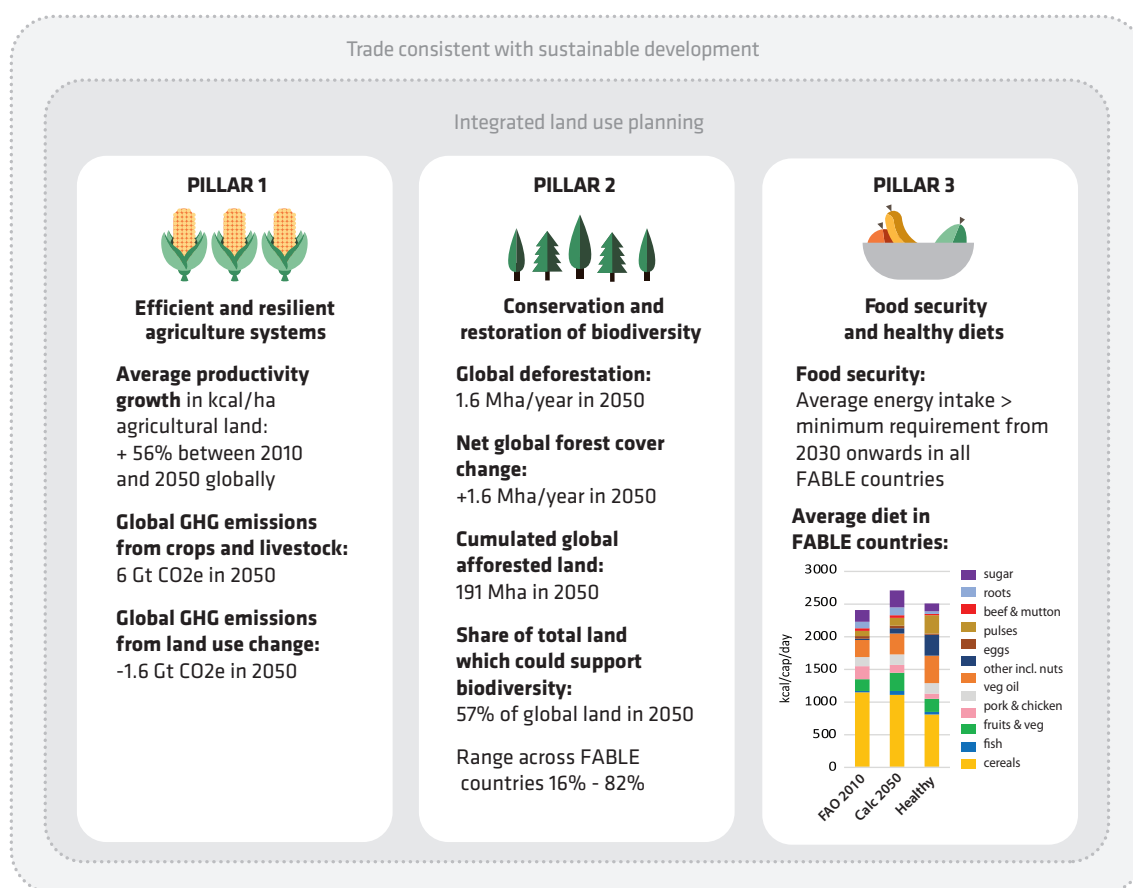 Trade consistent with sustainable development
Integrated land use planning
PILLAR 1
Efficient and resilient
agriculture systems
Average productivity
growth in kcal/ha
agricultural land:
+ 56% between 2010
and 2050 globally
Global GHG emissions
from crops and livestock:
6 Gt CO2e in 2050
Global GHG emissions
from land use change:
-1.6 Gt CO2e in 2050
PILLAR 2
Conservation and
restoration of biodiversity
Global deforestation:
1.6 Mha/year in 2050
Net global forest cover
change:
+1.6 Mha/year in 2050
Cumulated global
afforested land:
191 Mha in 2050
Share of total land
which could support
biodiversity:
57% of global land in 2050
Range across FABLE
countries 16% - 82%
PILLAR 3
Food security
and healthy diets
Food security:
Average energy intake >
minimum requirement from
2030 onwards in all
FABLE countries
Average diet in
FABLE countries:
kcal/cap/day
3000
2500
2000
1500
1000
500
0
FAO 2010
Calc 2050
Healthy
sugar
roots
beef & mutton
pulses
eggs
other incl. nuts
veg oil
pork & chicken
fruits & veg
fish
cereals